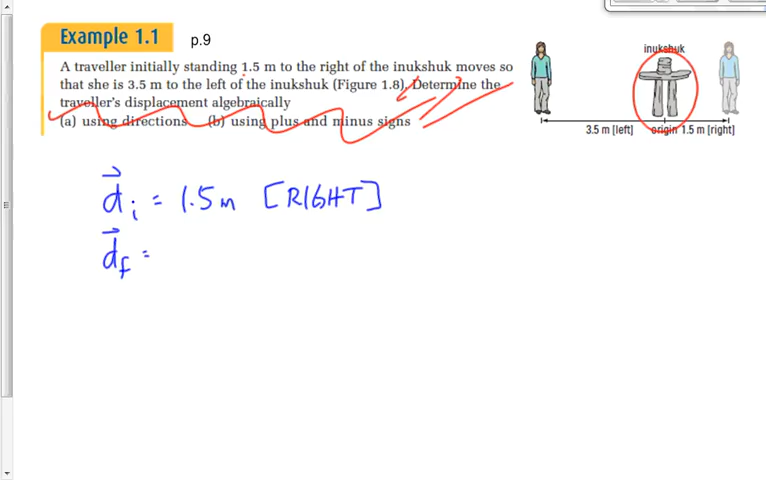 Example 1.1 p.9
A traveller initially standing 1.5 m to the right of the inukshuk moves so
that she is 3.5 m to the left of the inukshuk (Figure 1.8). Determine the
traveller's displacement algebraically
(a) using directions (b) using plus and minus signs
inukshuk
3.5 m [left] origin 1.5 m [right]
d⃗i = 1.5 m [RIGHT]
d⃗f =